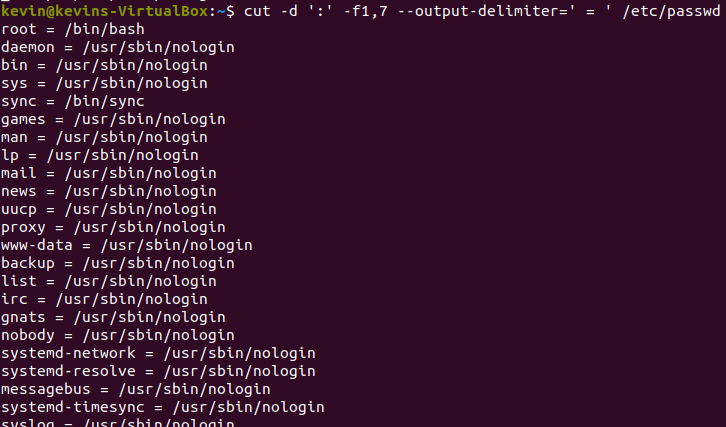 kevin@kevins-VirtualBox:~$ cut -d ':' -f1,7 --output-delimiter=' = ' /etc/passwd
root = /bin/bash
daemon = /usr/sbin/nologin
bin = /usr/sbin/nologin
sys = /usr/sbin/nologin
sync = /bin/sync
games = /usr/sbin/nologin
man = /usr/sbin/nologin
lp = /usr/sbin/nologin
mail = /usr/sbin/nologin
news = /usr/sbin/nologin
uucp = /usr/sbin/nologin
proxy = /usr/sbin/nologin
www-data = /usr/sbin/nologin
backup = /usr/sbin/nologin
list = /usr/sbin/nologin
irc = /usr/sbin/nologin
gnats = /usr/sbin/nologin
nobody = /usr/sbin/nologin
systemd-network = /usr/sbin/nologin
systemd-resolve = /usr/sbin/nologin
messagebus = /usr/sbin/nologin
systemd-timesync = /usr/sbin/nologin
syslog = /usr/sbin/nologin